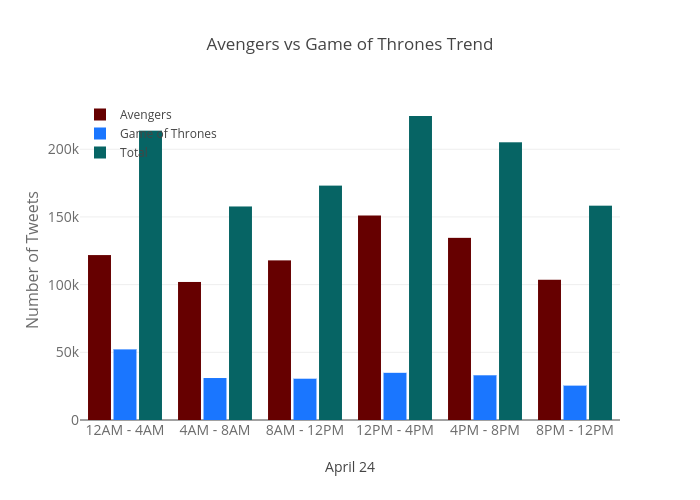 Avengers vs Game of Thrones Trend
Avengers
Game of Thrones
Total
200k
150k
100k
50k
0
Number of Tweets
12AM - 4AM
4AM - 8AM
8AM - 12PM
12PM - 4PM
4PM - 8PM
8PM - 12PM
April 24